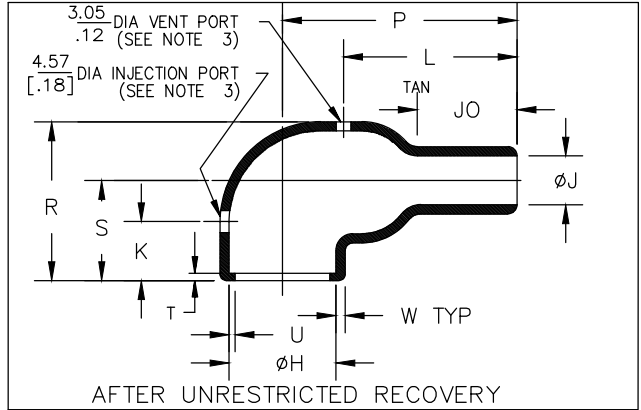 3.05
.12 DIA VENT PORT
(SEE NOTE 3)
4.57
[.18] DIA INJECTION PORT
(SEE NOTE 3)
P
L
TAN
JO
R
S
K
T
U
øH
W TYP
øJ
AFTER UNRESTRICTED RECOVERY